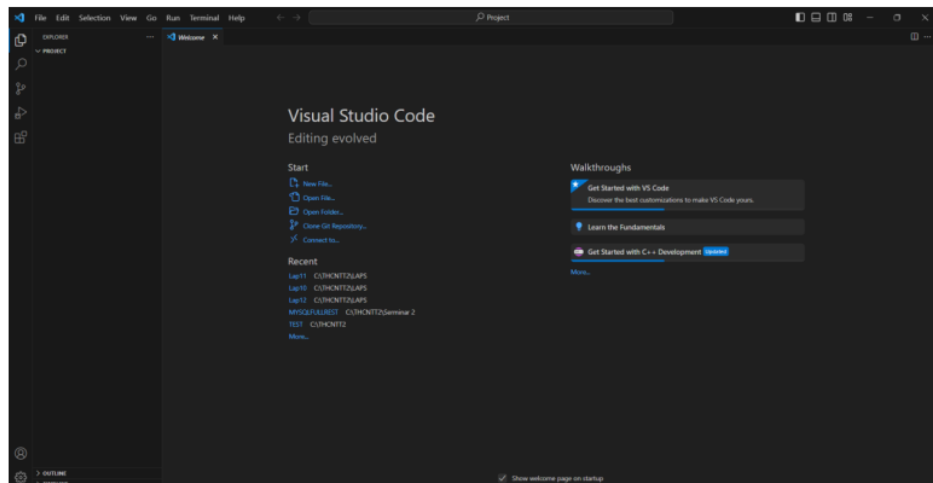 File Edit Selection View Go Run Terminal Help
Project
EXPLORER
Welcome
PROJECT
Visual Studio Code
Editing evolved
Start
New File...
Open File...
Open Folder...
Clone Git Repository...
Connect to...
Recent
Lap11 C:\THCNTT2\LAPS
Lap10 C:\THCNTT2\LAPS
Lap12 C:\THCNTT2\LAPS
MYSQLFULLREST C:\THCNTT2\Seminar 2
TEST C:\THCNTT2
More...
Walkthroughs
Get Started with VS Code
Discover the best customizations to make VS Code yours.
Learn the Fundamentals
Get Started with C++ Development Updated
More...
OUTLINE
Show welcome page on startup